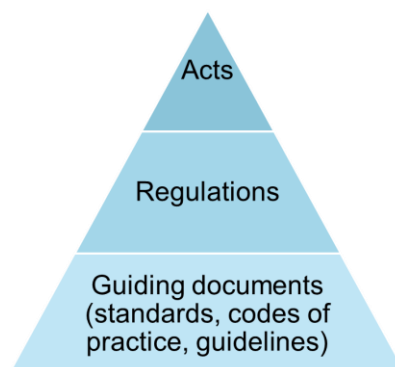 Acts
Regulations
Guiding documents
(standards, codes of
practice, guidelines)